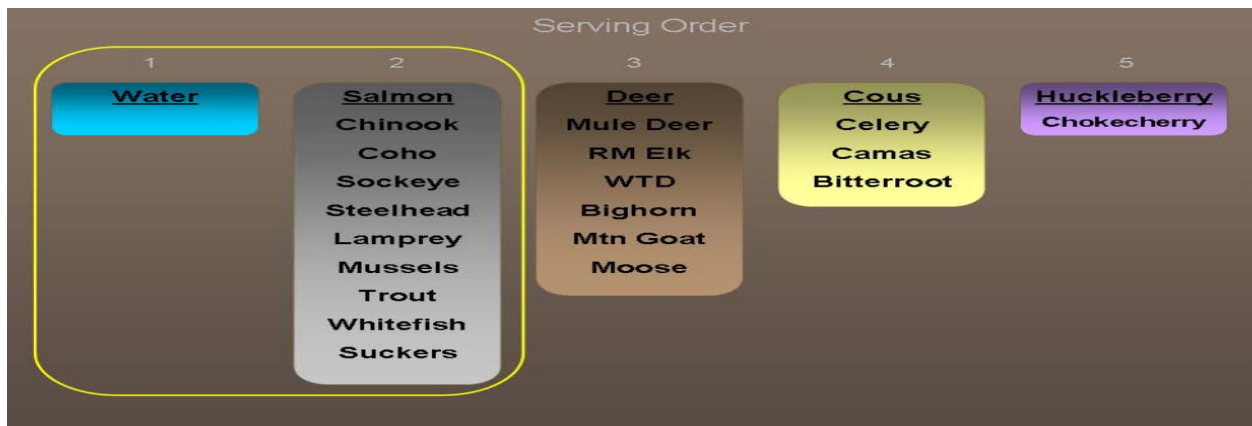 Serving Order
1
2
3
4
5
Water
Salmon
Chinook
Coho
Sockeye
Steelhead
Lamprey
Mussels
Trout
Whitefish
Suckers
Deer
Mule Deer
RM Elk
WTD
Bighorn
Mtn Goat
Moose
Cous
Celery
Camas
Bitterroot
Huckleberry
Chokecherry